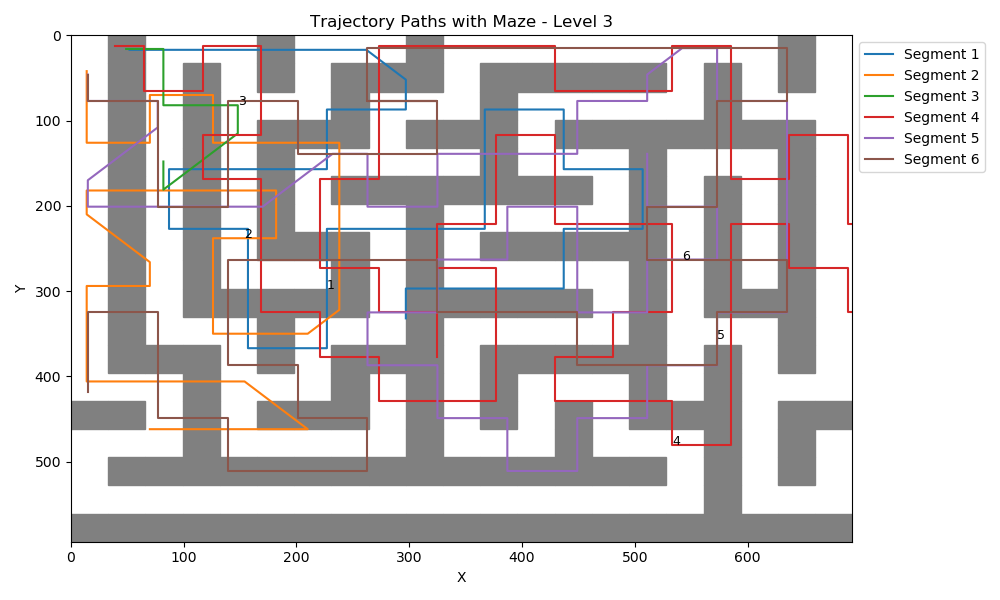 Trajectory Paths with Maze - Level 3
0
100
200
300
400
500
Y
0
100
200
300
400
500
600
X
3
2
1
6
5
4
Segment 1
Segment 2
Segment 3
Segment 4
Segment 5
Segment 6